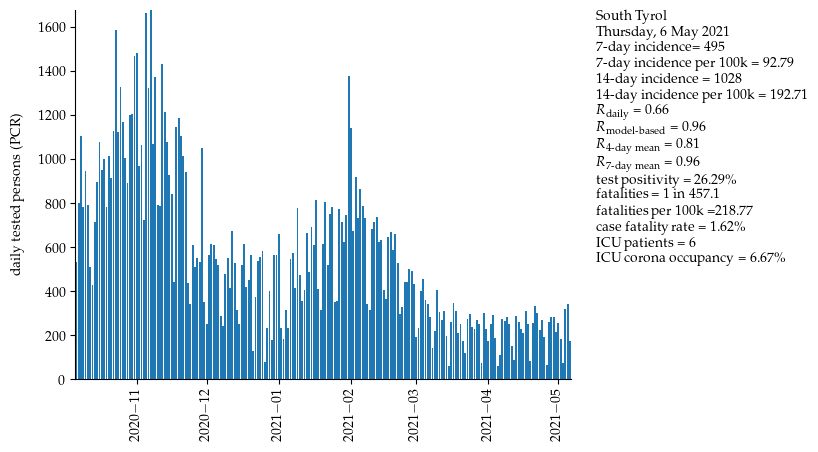 South Tyrol
Thursday, 6 May 2021
7-day incidence= 495
7-day incidence per 100k = 92.79
14-day incidence = 1028
14-day incidence per 100k = 192.71
R_daily = 0.66
R_model-based = 0.96
R_4-day mean = 0.81
R_7-day mean = 0.96
test positivity = 26.29%
fatalities = 1 in 457.1
fatalities per 100k =218.77
case fatality rate = 1.62%
ICU patients = 6
ICU corona occupancy = 6.67%
daily tested persons (PCR)
1600
1400
1200
1000
800
600
400
200
0
2020−11
2020−12
2021−01
2021−02
2021−03
2021−04
2021−05